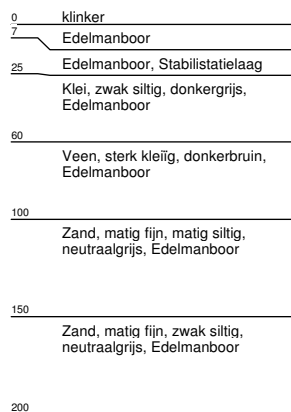 0 klinker
7 Edelmanboor
25 Edelmanboor, Stabilistatielaag
Klei, zwak siltig, donkergrijs,
Edelmanboor
60
Veen, sterk kleiïg, donkerbruin,
Edelmanboor
100
Zand, matig fijn, matig siltig,
neutraalgrijs, Edelmanboor
150
Zand, matig fijn, zwak siltig,
neutraalgrijs, Edelmanboor
200